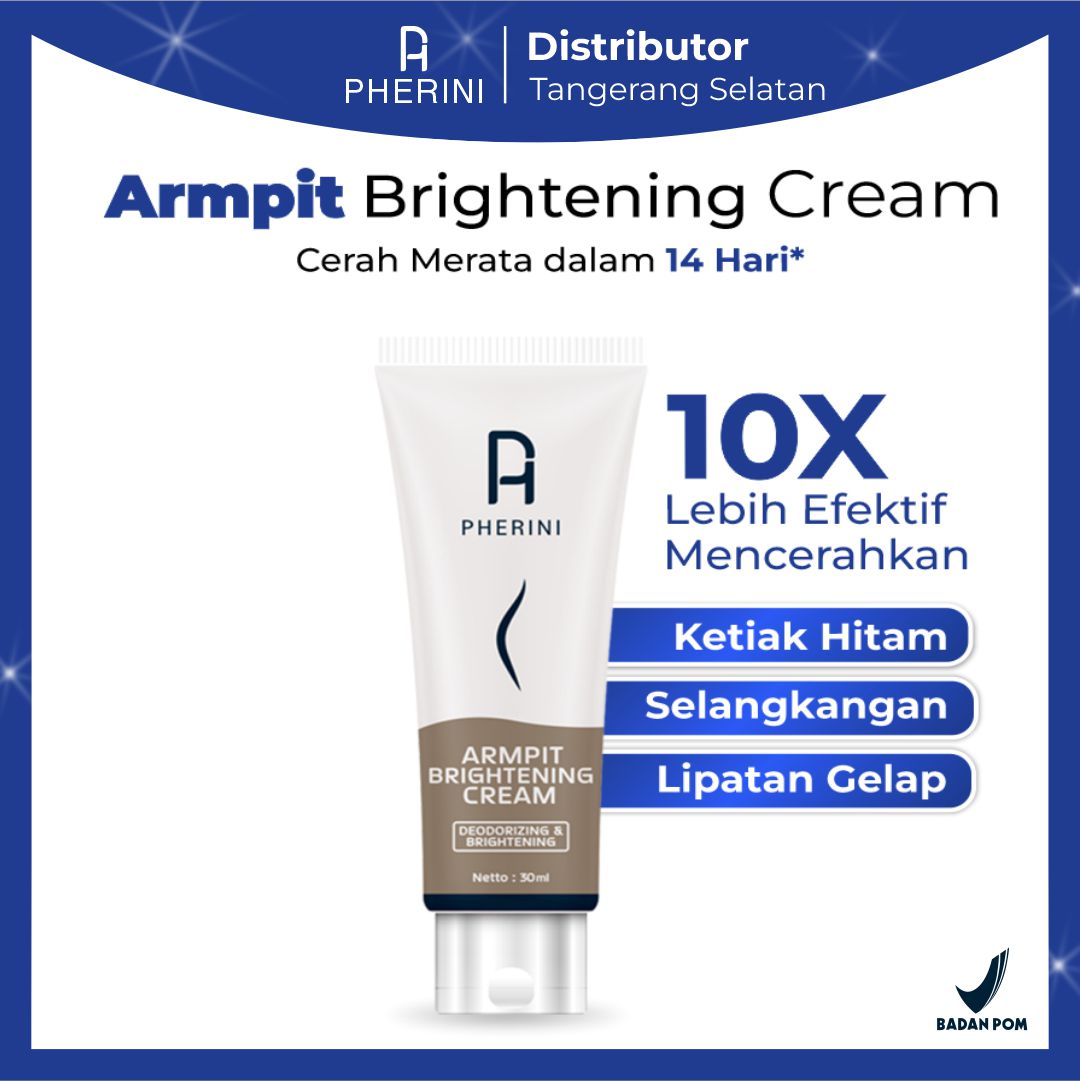 PHERINI
Distributor
Tangerang Selatan
Armpit Brightening Cream
Cerah Merata dalam 14 Hari*
PHERINI
ARMPIT
BRIGHTENING
CREAM
DEODORIZING &
BRIGHTENING
Netto : 30ml
10X
Lebih Efektif
Mencerahkan
Ketiak Hitam
Selangkangan
Lipatan Gelap
BADAN POM